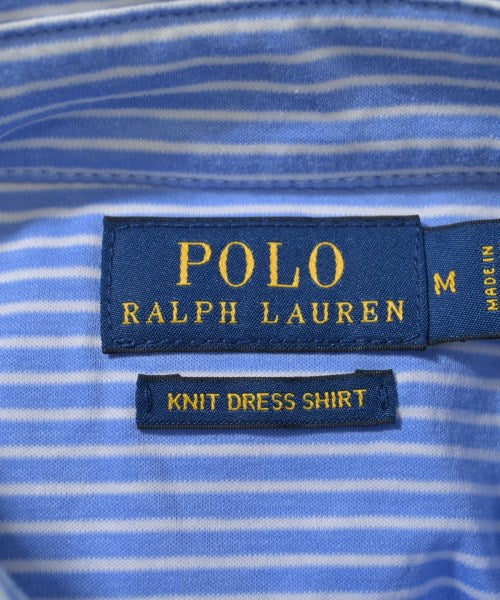 POLO
RALPH LAUREN
M
MADE IN
KNIT DRESS SHIRT